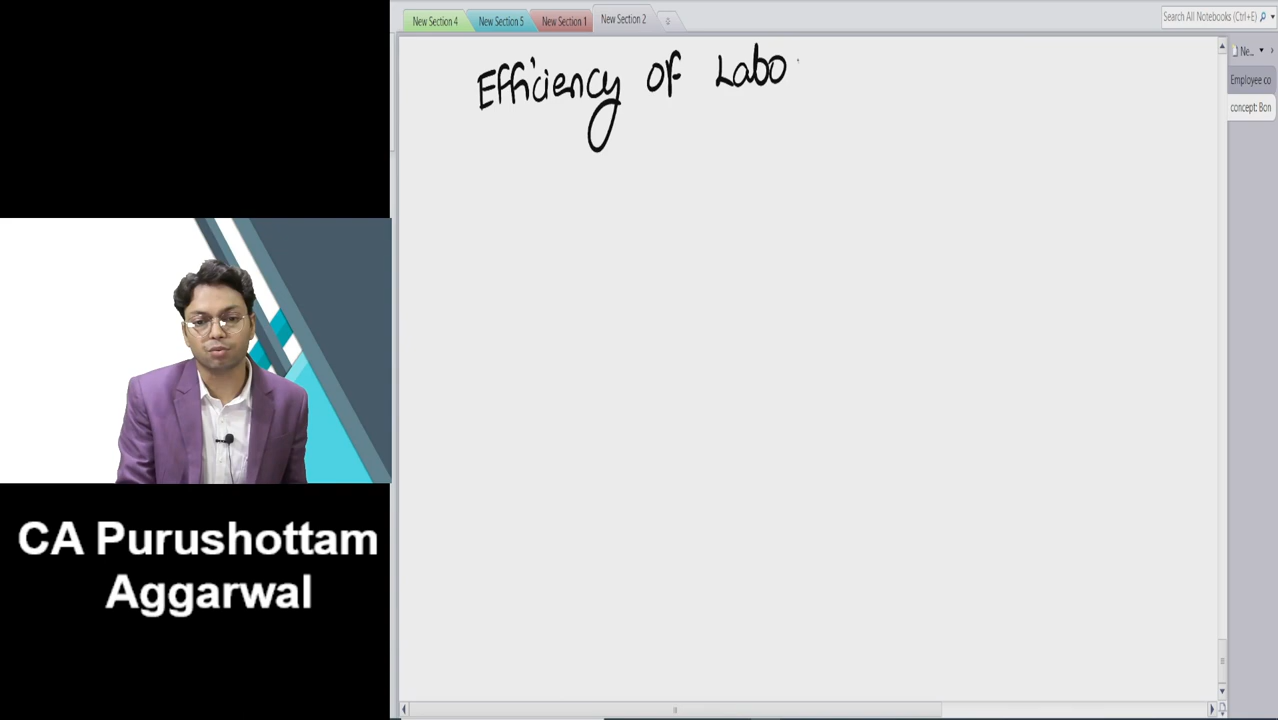 New Section 4
New Section 5
New Section 1
New Section 2
Search All Notebooks (Ctrl+E)
Ne...
Employee co
concept: Bon
Efficiency of Labo
CA Purushottam
Aggarwal